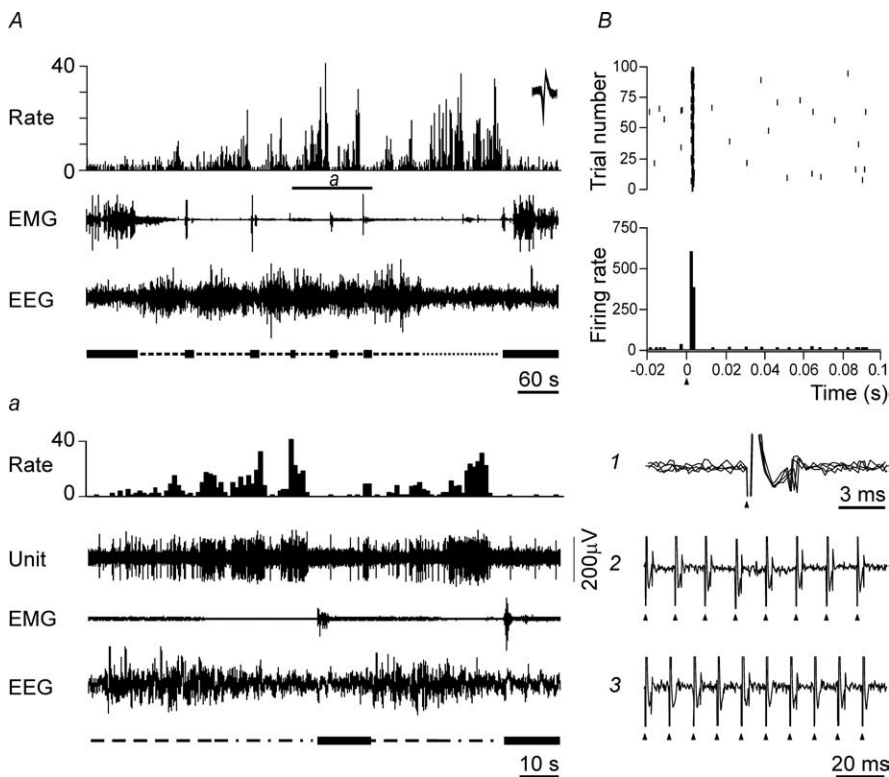 A
40
Rate
0
a
EMG
EEG
60 s
a
40
Rate
0
Unit
200μV
EMG
EEG
10 s
B
100
75
50
25
0
Trial number
750
500
250
0
Firing rate
-0.02 0 0.02 0.04 0.06 0.08 0.1
Time (s)
1
3 ms
2
3
20 ms